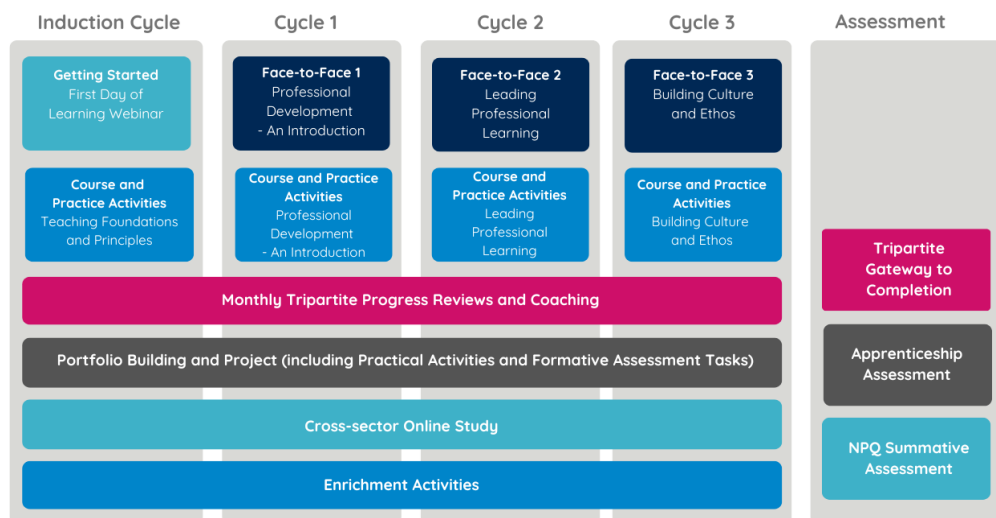 Induction Cycle
Cycle 1
Cycle 2
Cycle 3
Assessment
Getting Started
First Day of
Learning Webinar
Face-to-Face 1
Professional
Development
- An Introduction
Face-to-Face 2
Leading
Professional
Learning
Face-to-Face 3
Building Culture
and Ethos
Course and
Practice Activities
Teaching Foundations
and Principles
Course and Practice
Activities
Professional
Development
- An Introduction
Course and
Practice Activities
Leading
Professional
Learning
Course and Practice
Activities
Building Culture
and Ethos
Monthly Tripartite Progress Reviews and Coaching
Portfolio Building and Project (including Practical Activities and Formative Assessment Tasks)
Cross-sector Online Study
Enrichment Activities
Tripartite
Gateway to
Completion
Apprenticeship
Assessment
NPQ Summative
Assessment